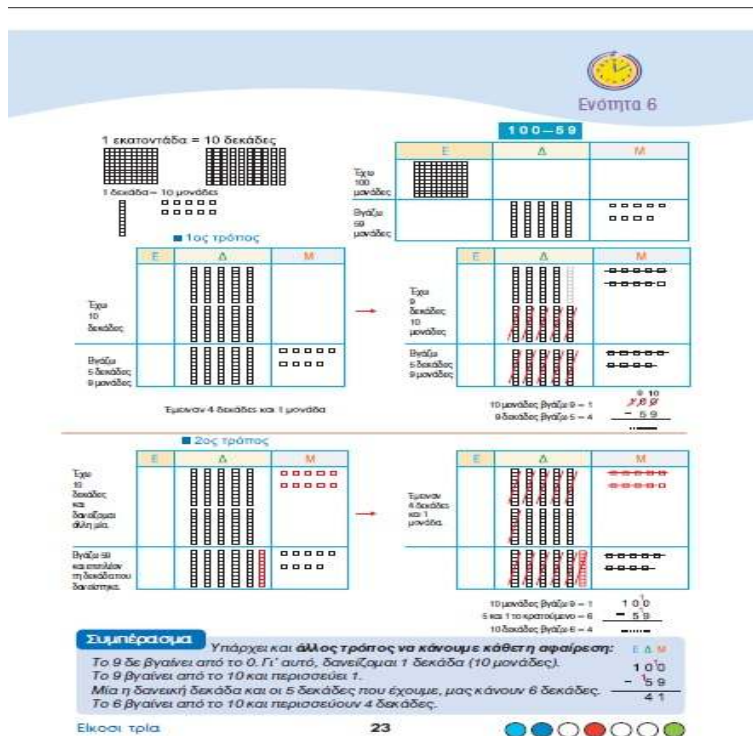 Ενότητα 6
1 εκατοντάδα = 10 δεκάδες
1 δεκάδα = 10 μονάδες
100-59
Ε Δ Μ
Έχω
100
μονάδες
Βγάζω
59
μονάδες
1ος τρόπος
Ε Δ Μ
Έχω
10
δεκάδες
Βγάζω
5 δεκάδες
9 μονάδες
Έμειναν 4 δεκάδες και 1 μονάδα
Ε Δ Μ
Έχω
9
δεκάδες
10
μονάδες
Βγάζω
5 δεκάδες
9 μονάδες
10 μονάδες βγάζω 9 = 1
9 δεκάδες βγάζω 5 = 4
9 10
100
- 59
2ος τρόπος
Ε Δ Μ
Έχω
10
δεκάδες
και
δανείζομαι
άλλη μία.
Βγάζω 59
και επιπλέον
τη δεκάδα που
δανείστηκα.
Ε Δ Μ
Έμειναν
4 δεκάδες
και 1
μονάδα.
10 μονάδες βγάζω 9 = 1
5 και 1 το κρατούμενο = 6
10 δεκάδες βγάζω 6 = 4
1
100
1
- 59
Συμπέρασμα
Υπάρχει και άλλος τρόπος να κάνουμε κάθετη αφαίρεση:
Το 9 δε βγαίνει από το 0. Γι' αυτό, δανείζομαι 1 δεκάδα (10 μονάδες).
Το 9 βγαίνει από το 10 και περισσεύει 1.
Μία η δανεική δεκάδα και οι 5 δεκάδες που έχουμε, μας κάνουν 6 δεκάδες.
Το 6 βγαίνει από το 10 και περισσεύουν 4 δεκάδες.
Ε Δ Μ
1
100
1
- 59
41
Είκοσι τρία
23